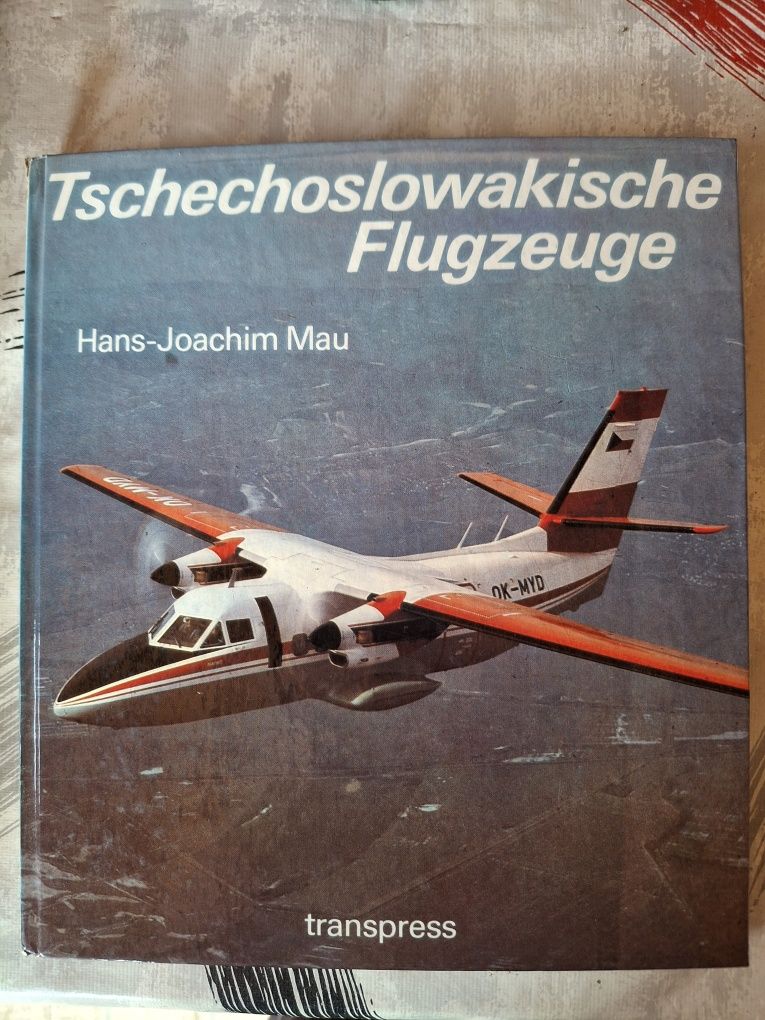 Tschechoslowakische
Flugzeuge
Hans-Joachim Mau
OK-MYD
transpress